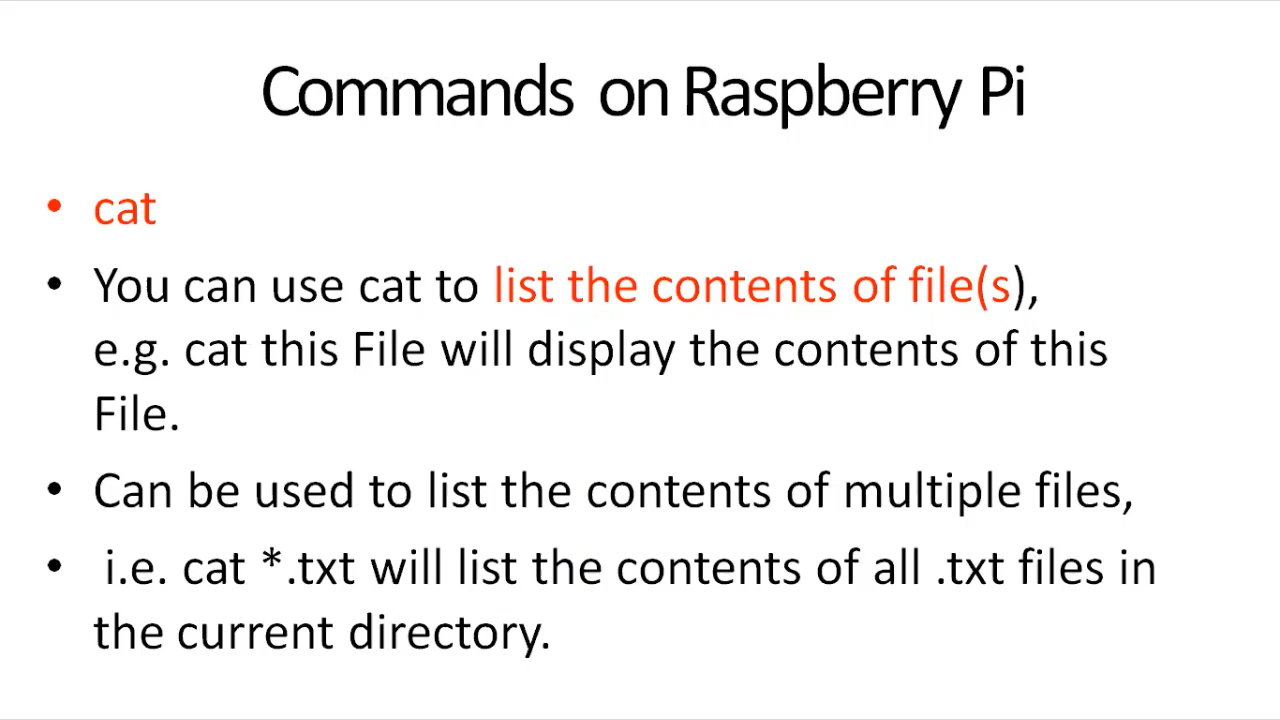 Commands on Raspberry Pi
• cat
• You can use cat to list the contents of file(s),
e.g. cat this File will display the contents of this
File.
• Can be used to list the contents of multiple files,
• i.e. cat *.txt will list the contents of all .txt files in
the current directory.